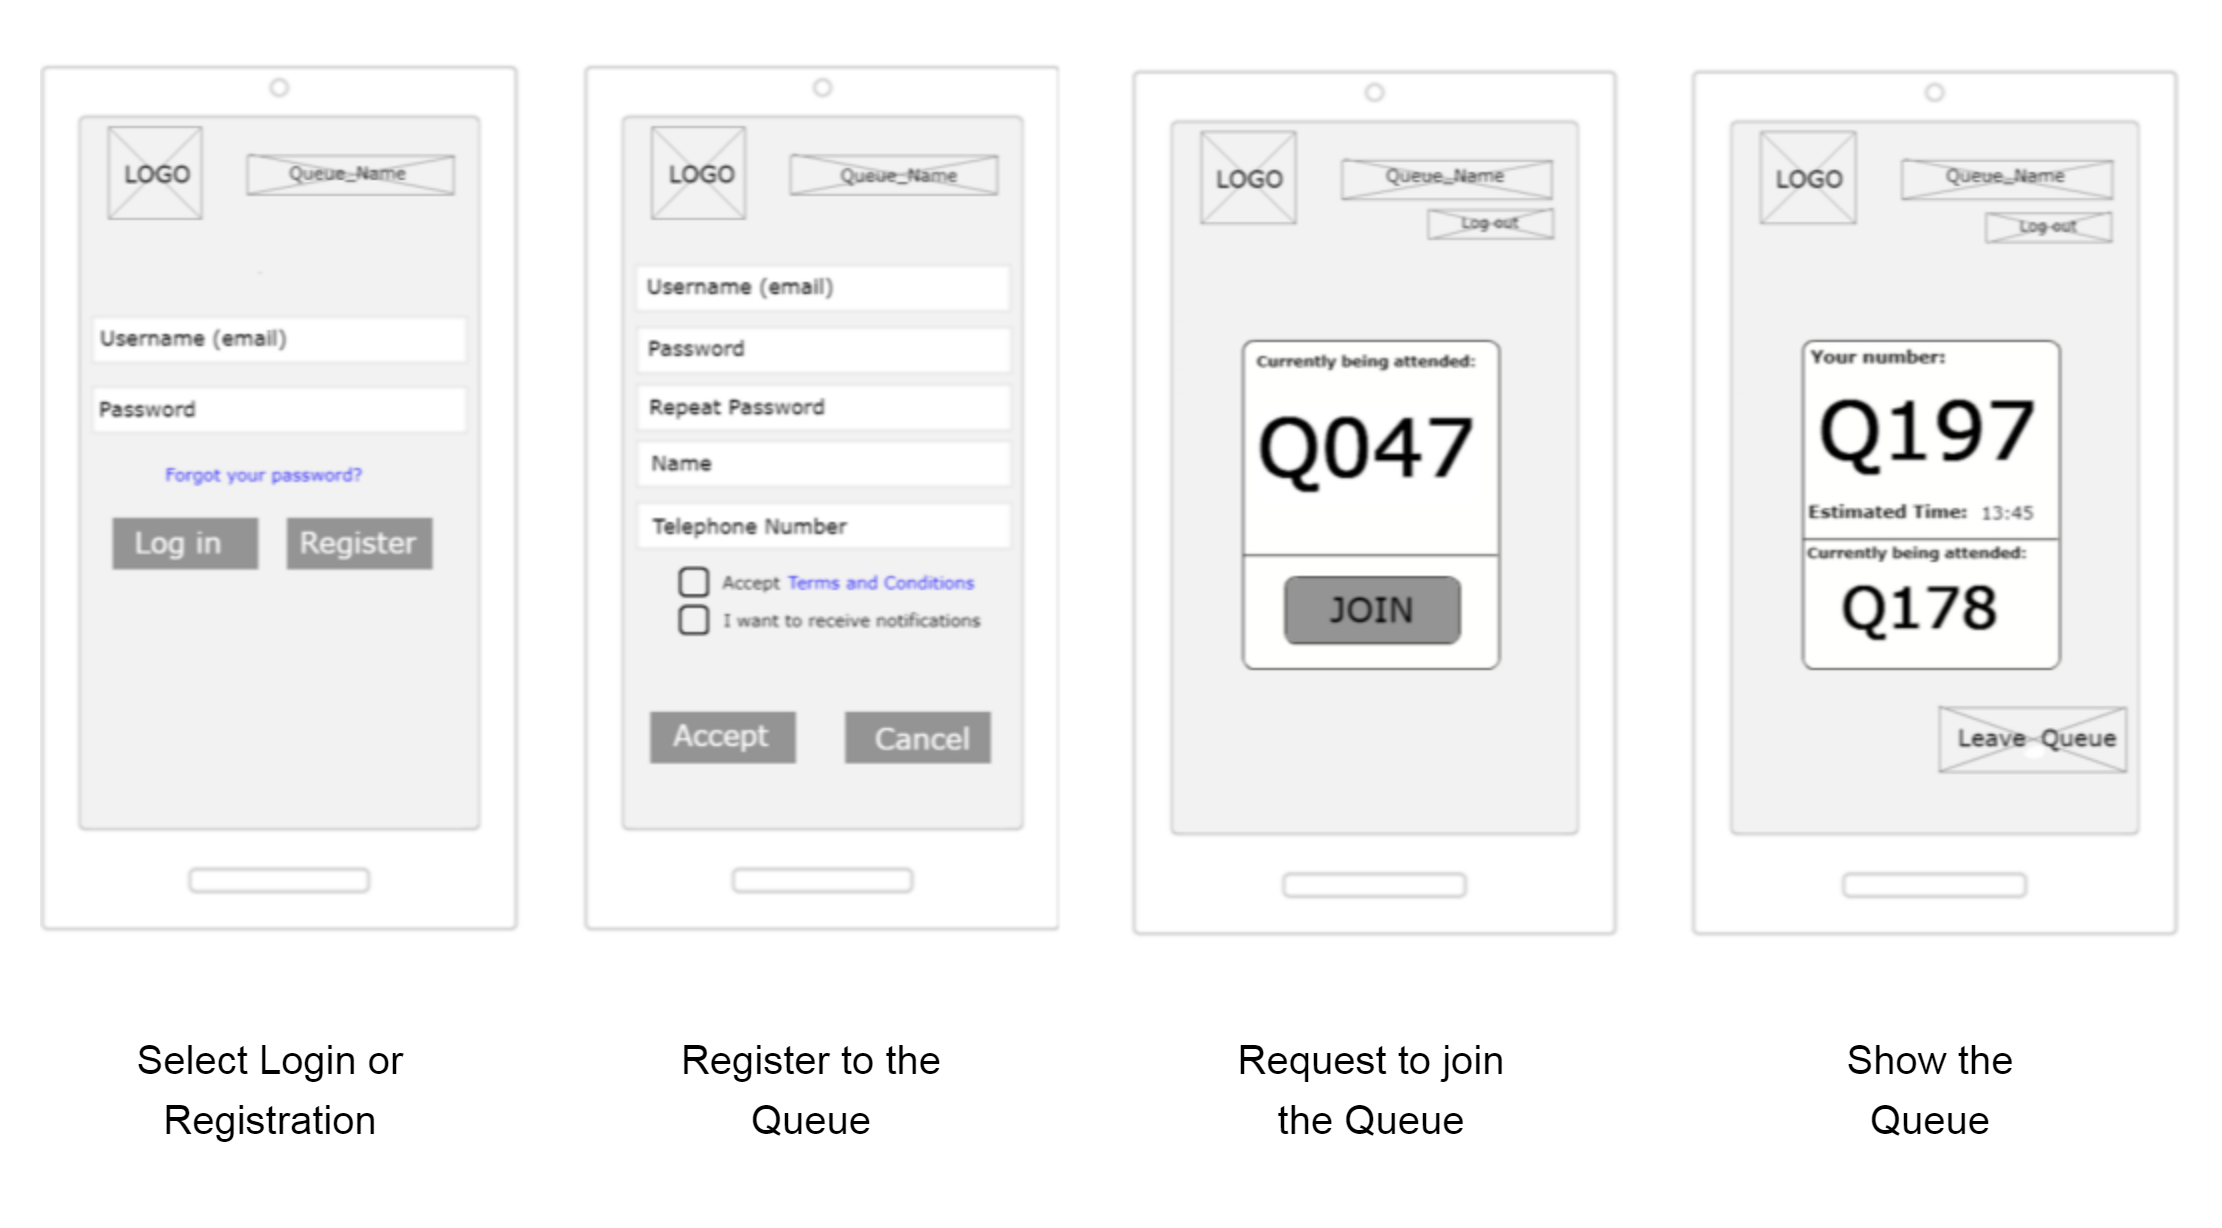 LOGO
Queue_Name
Username (email)
Password
Forgot your password?
Log in
Register
Select Login or
Registration
LOGO
Queue_Name
Username (email)
Password
Repeat Password
Name
Telephone Number
Accept Terms and Conditions
I want to receive notifications
Accept
Cancel
Register to the
Queue
LOGO
Queue_Name
Log out
Currently being attended:
Q047
JOIN
Request to join
the Queue
LOGO
Queue_Name
Log out
Your number:
Q197
Estimated Time: 13:45
Currently being attended:
Q178
Leave Queue
Show the
Queue